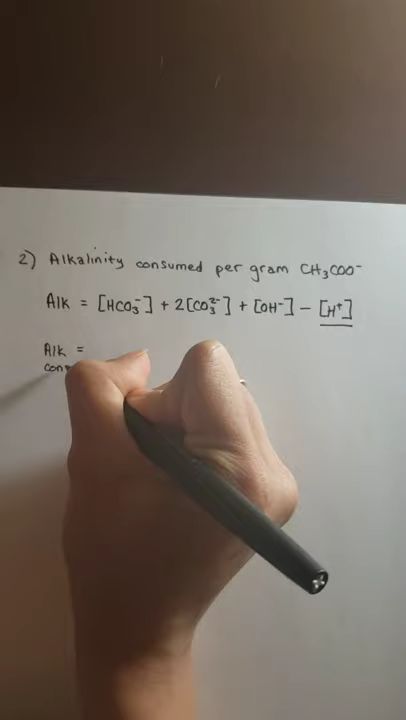 2) Alkalinity consumed per gram CH₃COO⁻
Alk = [HCO₃⁻] + 2[CO₃²⁻] + [OH⁻] − [H⁺]
Alk =